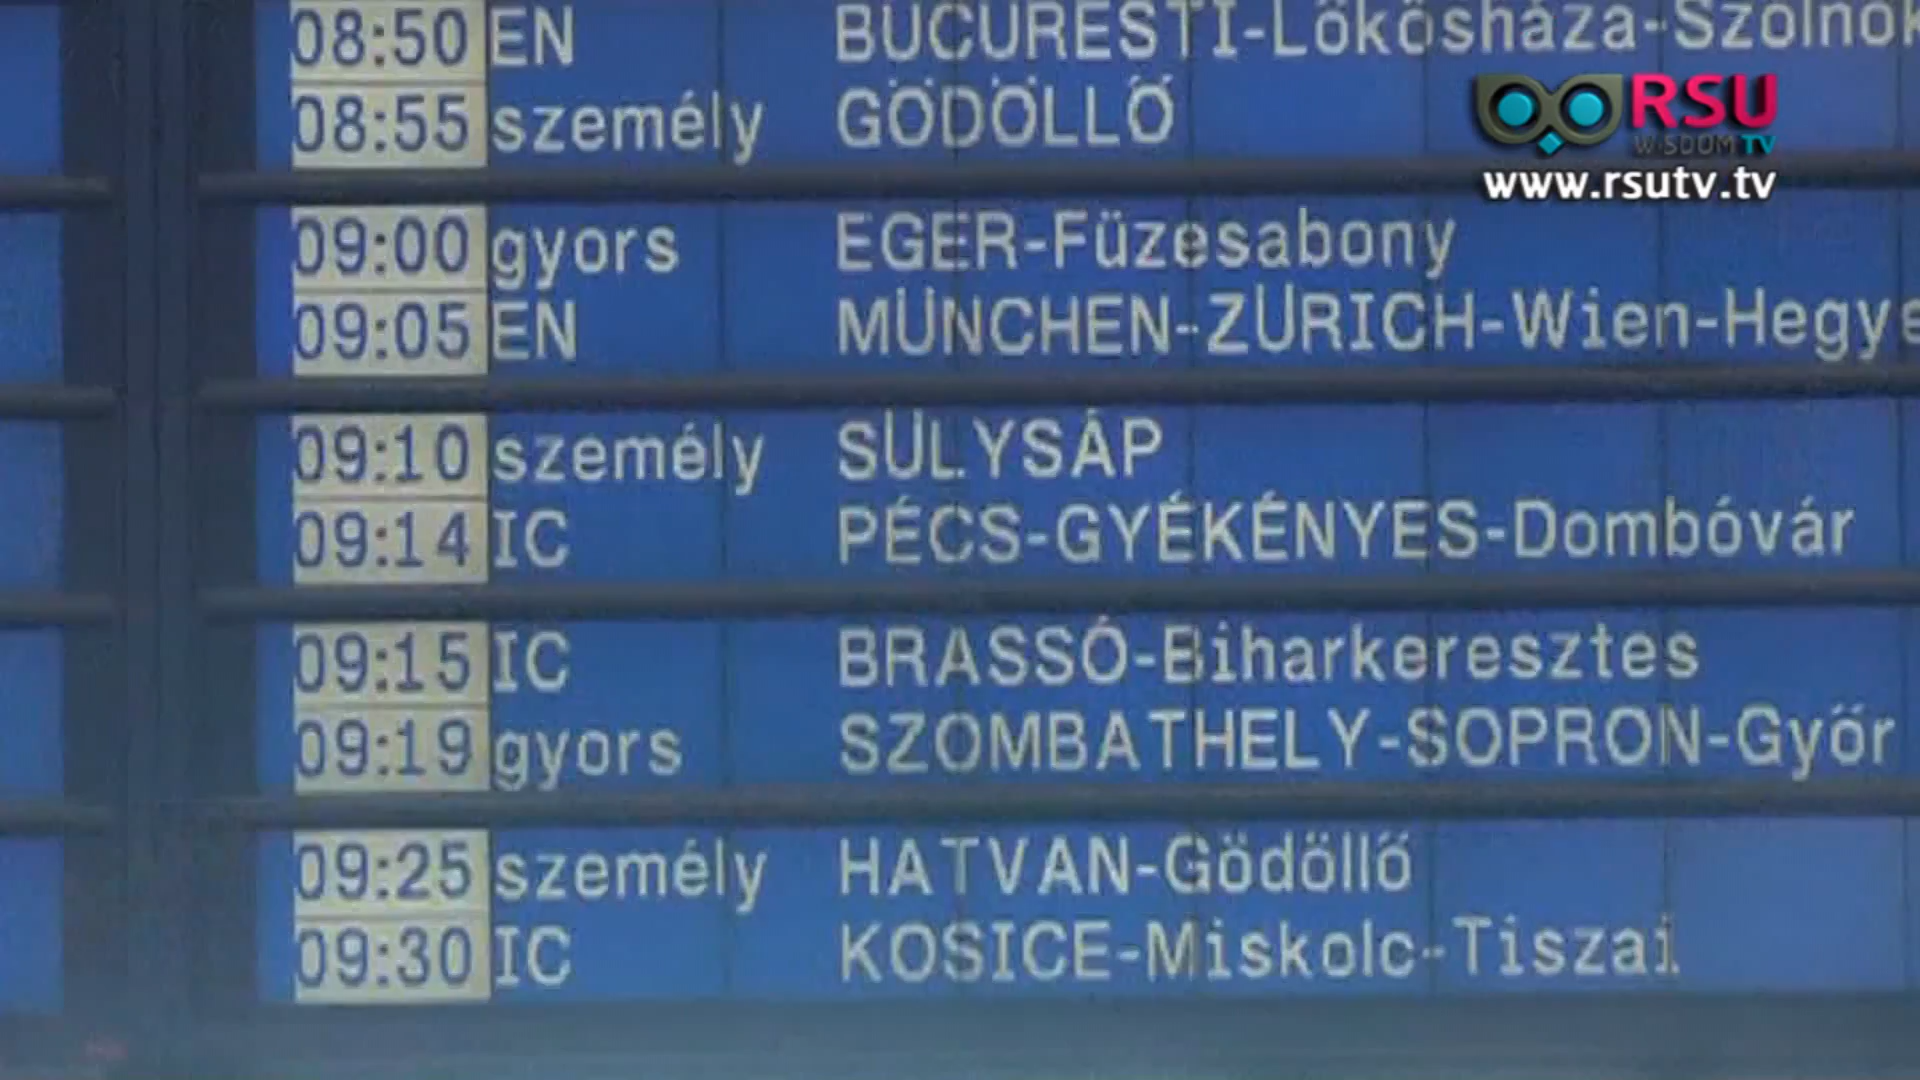 08:50 EN BUCURESTI-Lőkösháza-Szolnok
08:55 személy GÖDÖLLŐ
RSU
WISDOM TV
www.rsutv.tv
09:00 gyors EGER-Füzesabony
09:05 EN MÜNCHEN-ZÜRICH-Wien-Hegye
09:10 személy SÜLYSÁP
09:14 IC PÉCS-GYÉKÉNYES-Dombóvár
09:15 IC BRASSÓ-Biharkeresztes
09:19 gyors SZOMBATHELY-SOPRON-Győr
09:25 személy HATVAN-Gödöllő
09:30 IC KOSICE-Miskolc-Tiszai